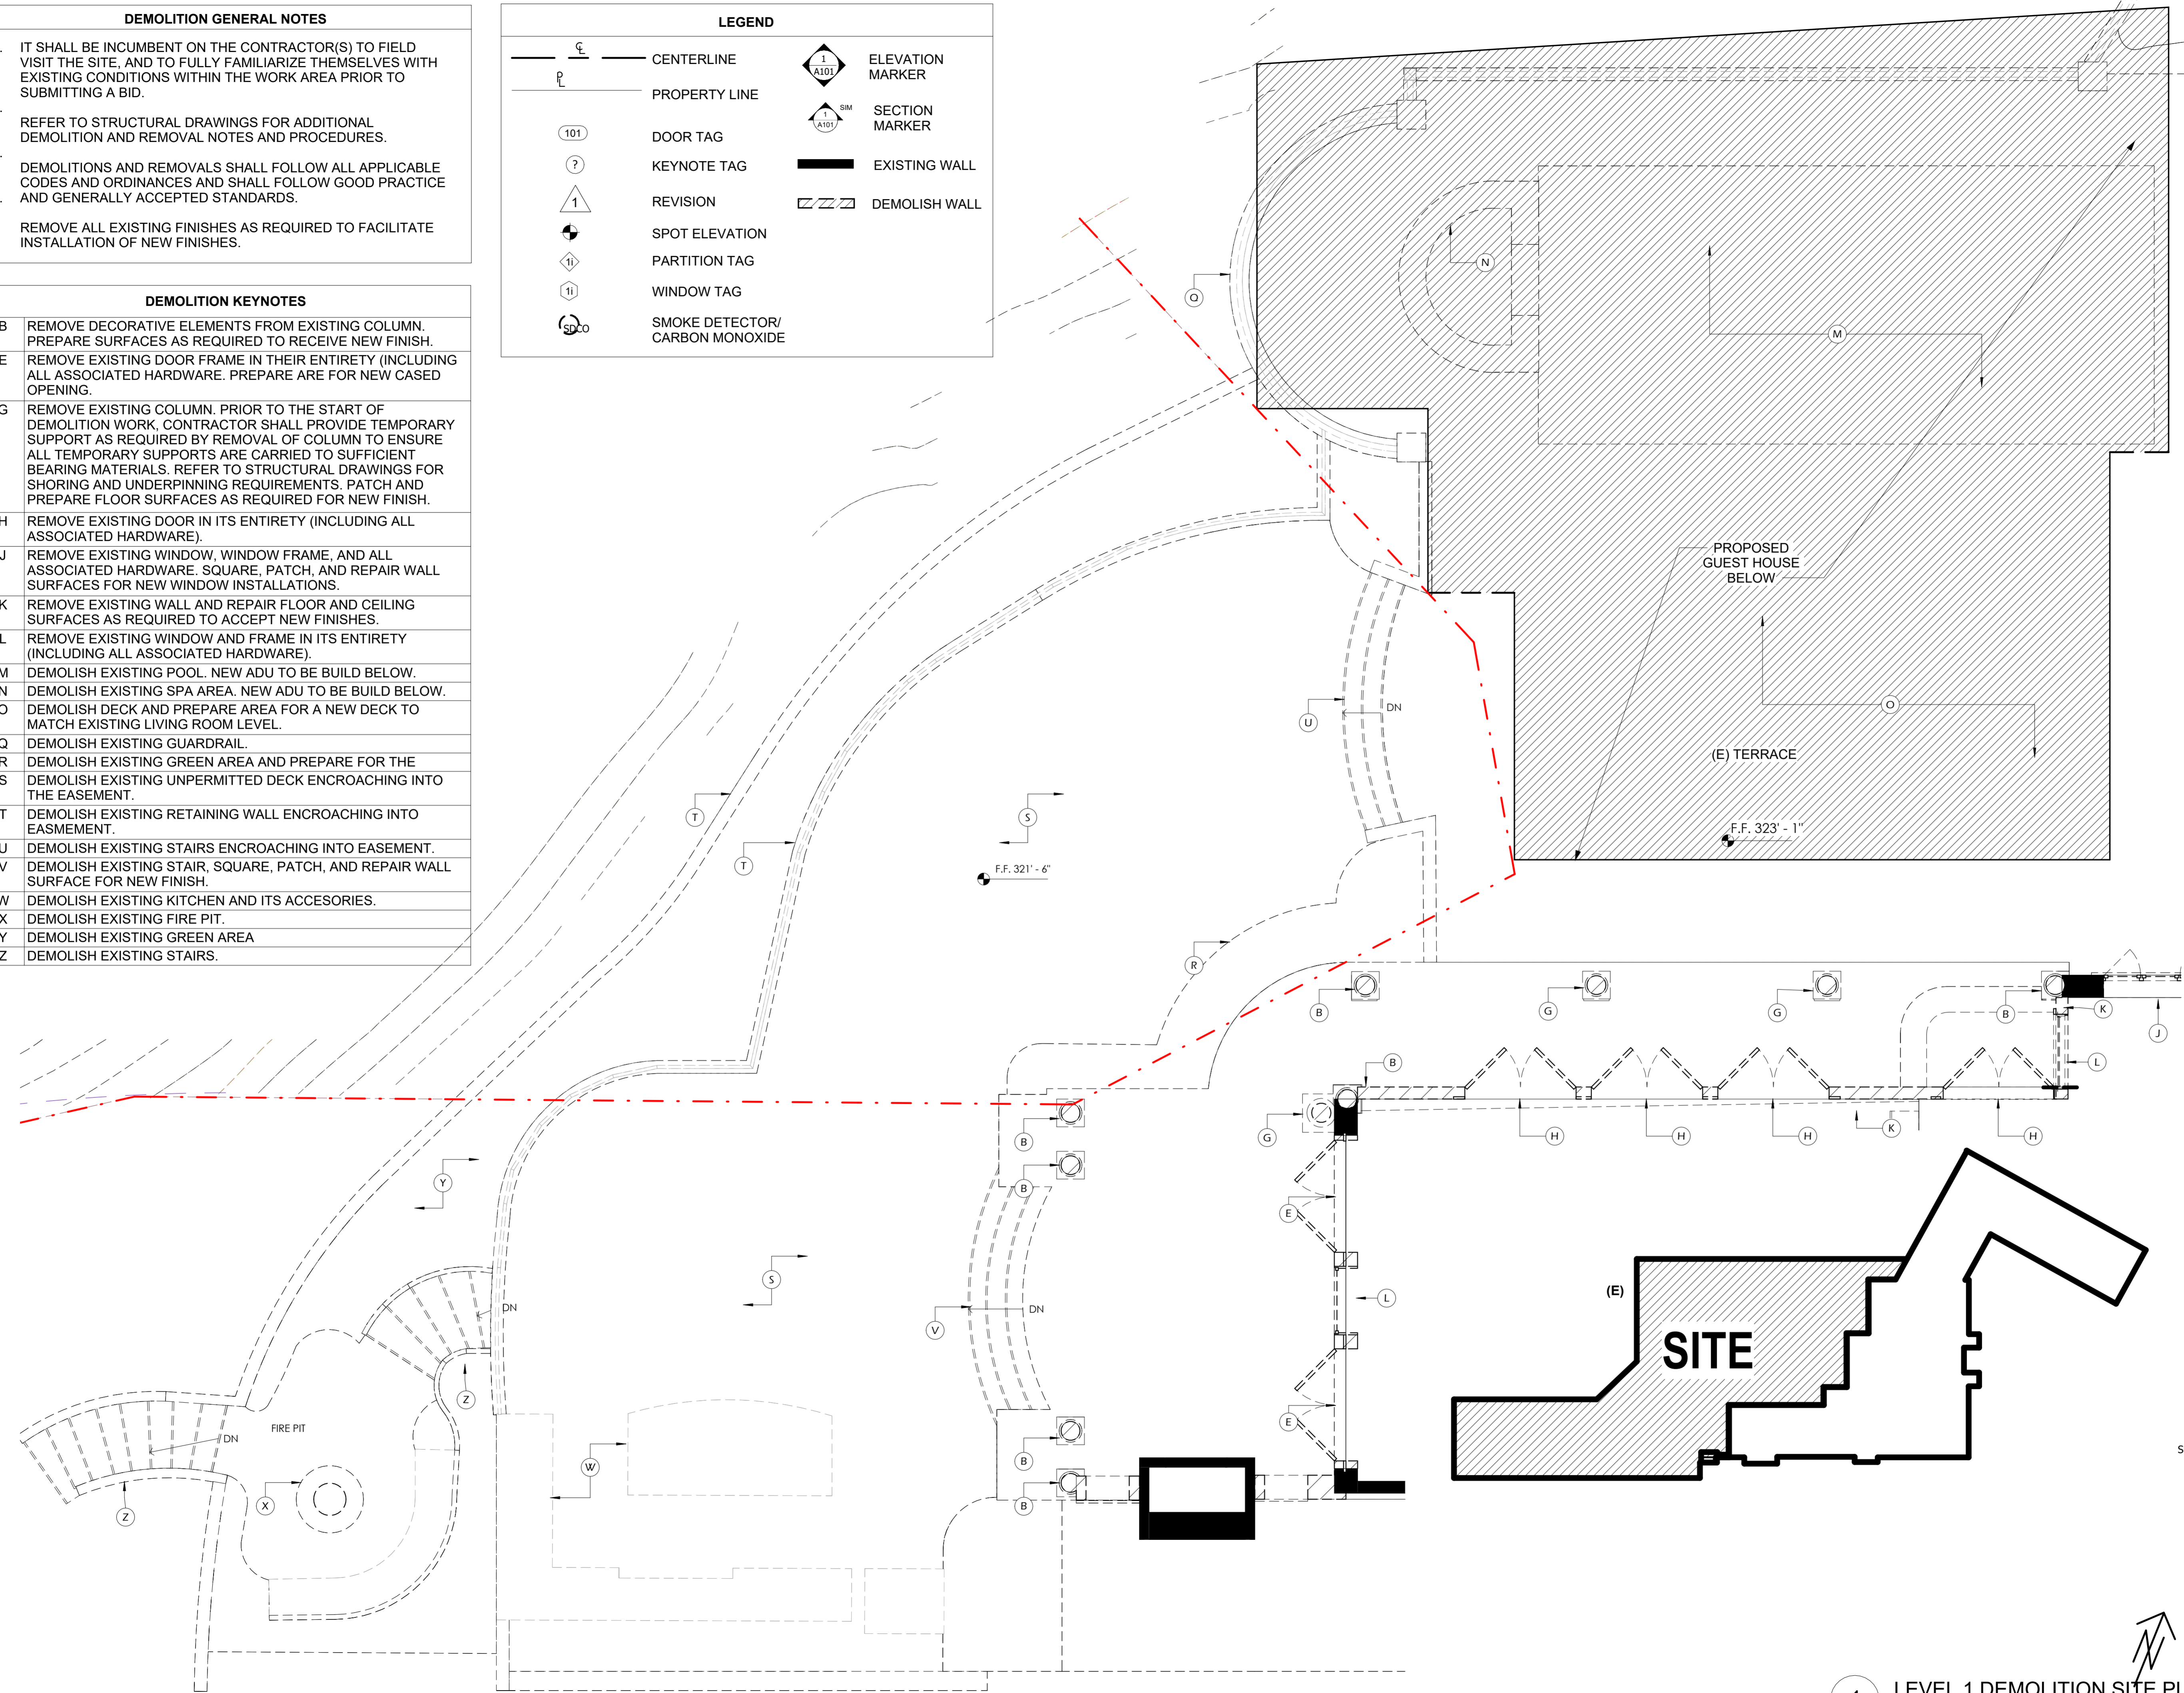 DEMOLITION GENERAL NOTES
IT SHALL BE INCUMBENT ON THE CONTRACTOR(S) TO FIELD
VISIT THE SITE, AND TO FULLY FAMILIARIZE THEMSELVES WITH
EXISTING CONDITIONS WITHIN THE WORK AREA PRIOR TO
SUBMITTING A BID.
REFER TO STRUCTURAL DRAWINGS FOR ADDITIONAL
DEMOLITION AND REMOVAL NOTES AND PROCEDURES.
DEMOLITIONS AND REMOVALS SHALL FOLLOW ALL APPLICABLE
CODES AND ORDINANCES AND SHALL FOLLOW GOOD PRACTICE
AND GENERALLY ACCEPTED STANDARDS.
REMOVE ALL EXISTING FINISHES AS REQUIRED TO FACILITATE
INSTALLATION OF NEW FINISHES.
DEMOLITION KEYNOTES
B REMOVE DECORATIVE ELEMENTS FROM EXISTING COLUMN.
PREPARE SURFACES AS REQUIRED TO RECEIVE NEW FINISH.
E REMOVE EXISTING DOOR FRAME IN THEIR ENTIRETY (INCLUDING
ALL ASSOCIATED HARDWARE. PREPARE ARE FOR NEW CASED
OPENING.
G REMOVE EXISTING COLUMN. PRIOR TO THE START OF
DEMOLITION WORK, CONTRACTOR SHALL PROVIDE TEMPORARY
SUPPORT AS REQUIRED BY REMOVAL OF COLUMN TO ENSURE
ALL TEMPORARY SUPPORTS ARE CARRIED TO SUFFICIENT
BEARING MATERIALS. REFER TO STRUCTURAL DRAWINGS FOR
SHORING AND UNDERPINNING REQUIREMENTS. PATCH AND
PREPARE FLOOR SURFACES AS REQUIRED FOR NEW FINISH.
H REMOVE EXISTING DOOR IN ITS ENTIRETY (INCLUDING ALL
ASSOCIATED HARDWARE).
J REMOVE EXISTING WINDOW, WINDOW FRAME, AND ALL
ASSOCIATED HARDWARE. SQUARE, PATCH, AND REPAIR WALL
SURFACES FOR NEW WINDOW INSTALLATIONS.
K REMOVE EXISTING WALL AND REPAIR FLOOR AND CEILING
SURFACES AS REQUIRED TO ACCEPT NEW FINISHES.
L REMOVE EXISTING WINDOW AND FRAME IN ITS ENTIRETY
(INCLUDING ALL ASSOCIATED HARDWARE).
M DEMOLISH EXISTING POOL. NEW ADU TO BE BUILD BELOW.
N DEMOLISH EXISTING SPA AREA. NEW ADU TO BE BUILD BELOW.
O DEMOLISH DECK AND PREPARE AREA FOR A NEW DECK TO
MATCH EXISTING LIVING ROOM LEVEL.
Q DEMOLISH EXISTING GUARDRAIL.
R DEMOLISH EXISTING GREEN AREA AND PREPARE FOR THE
S DEMOLISH EXISTING UNPERMITTED DECK ENCROACHING INTO
THE EASEMENT.
T DEMOLISH EXISTING RETAINING WALL ENCROACHING INTO
EASMEMENT.
U DEMOLISH EXISTING STAIRS ENCROACHING INTO EASEMENT.
V DEMOLISH EXISTING STAIR, SQUARE, PATCH, AND REPAIR WALL
SURFACE FOR NEW FINISH.
W DEMOLISH EXISTING KITCHEN AND ITS ACCESORIES.
X DEMOLISH EXISTING FIRE PIT.
Y DEMOLISH EXISTING GREEN AREA
Z DEMOLISH EXISTING STAIRS.
LEGEND
CL CENTERLINE
PL PROPERTY LINE
101 DOOR TAG
? KEYNOTE TAG
1 REVISION
SPOT ELEVATION
1i PARTITION TAG
1i WINDOW TAG
SDCO SMOKE DETECTOR/
CARBON MONOXIDE
1 A101 ELEVATION
MARKER
1 A101 SIM SECTION
MARKER
EXISTING WALL
DEMOLISH WALL
N
Q
M
PROPOSED
GUEST HOUSE
BELOW
U
DN
O
(E) TERRACE
T
S
F.F. 323' - 1"
T
F.F. 321' - 6"
R
B
G
G
B
K
J
B
L
G
H
H
H
K
H
B
Y
B
E
S
(E)
L
DN
DN
V
SITE
Z
E
FIRE PIT
DN
W
B
X
B
Z
S
1
LEVEL 1 DEMOLITION SITE PL